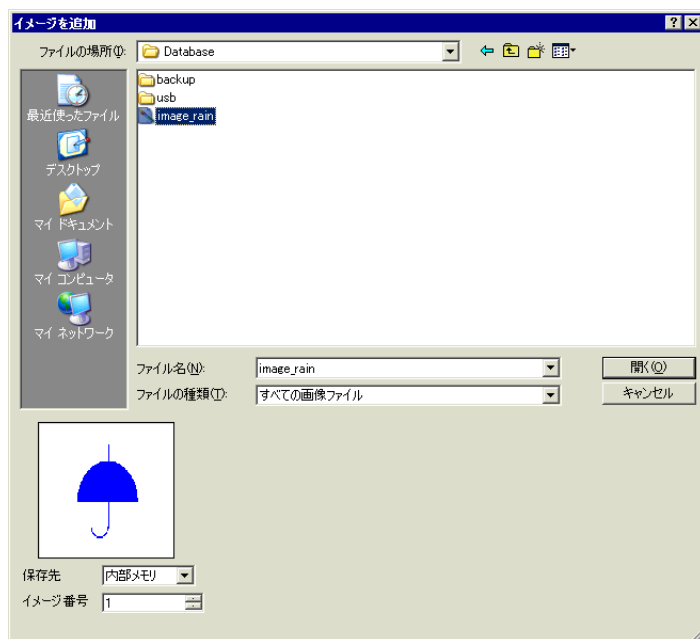 イメージを追加
ファイルの場所(I):
Database
最近使ったファイル
デスクトップ
マイ ドキュメント
マイ コンピュータ
マイ ネットワーク
backup
usb
image_rain
ファイル名(N):
image_rain
開く(O)
ファイルの種類(T):
すべての画像ファイル
キャンセル
保存先
内部メモリ
イメージ番号
1